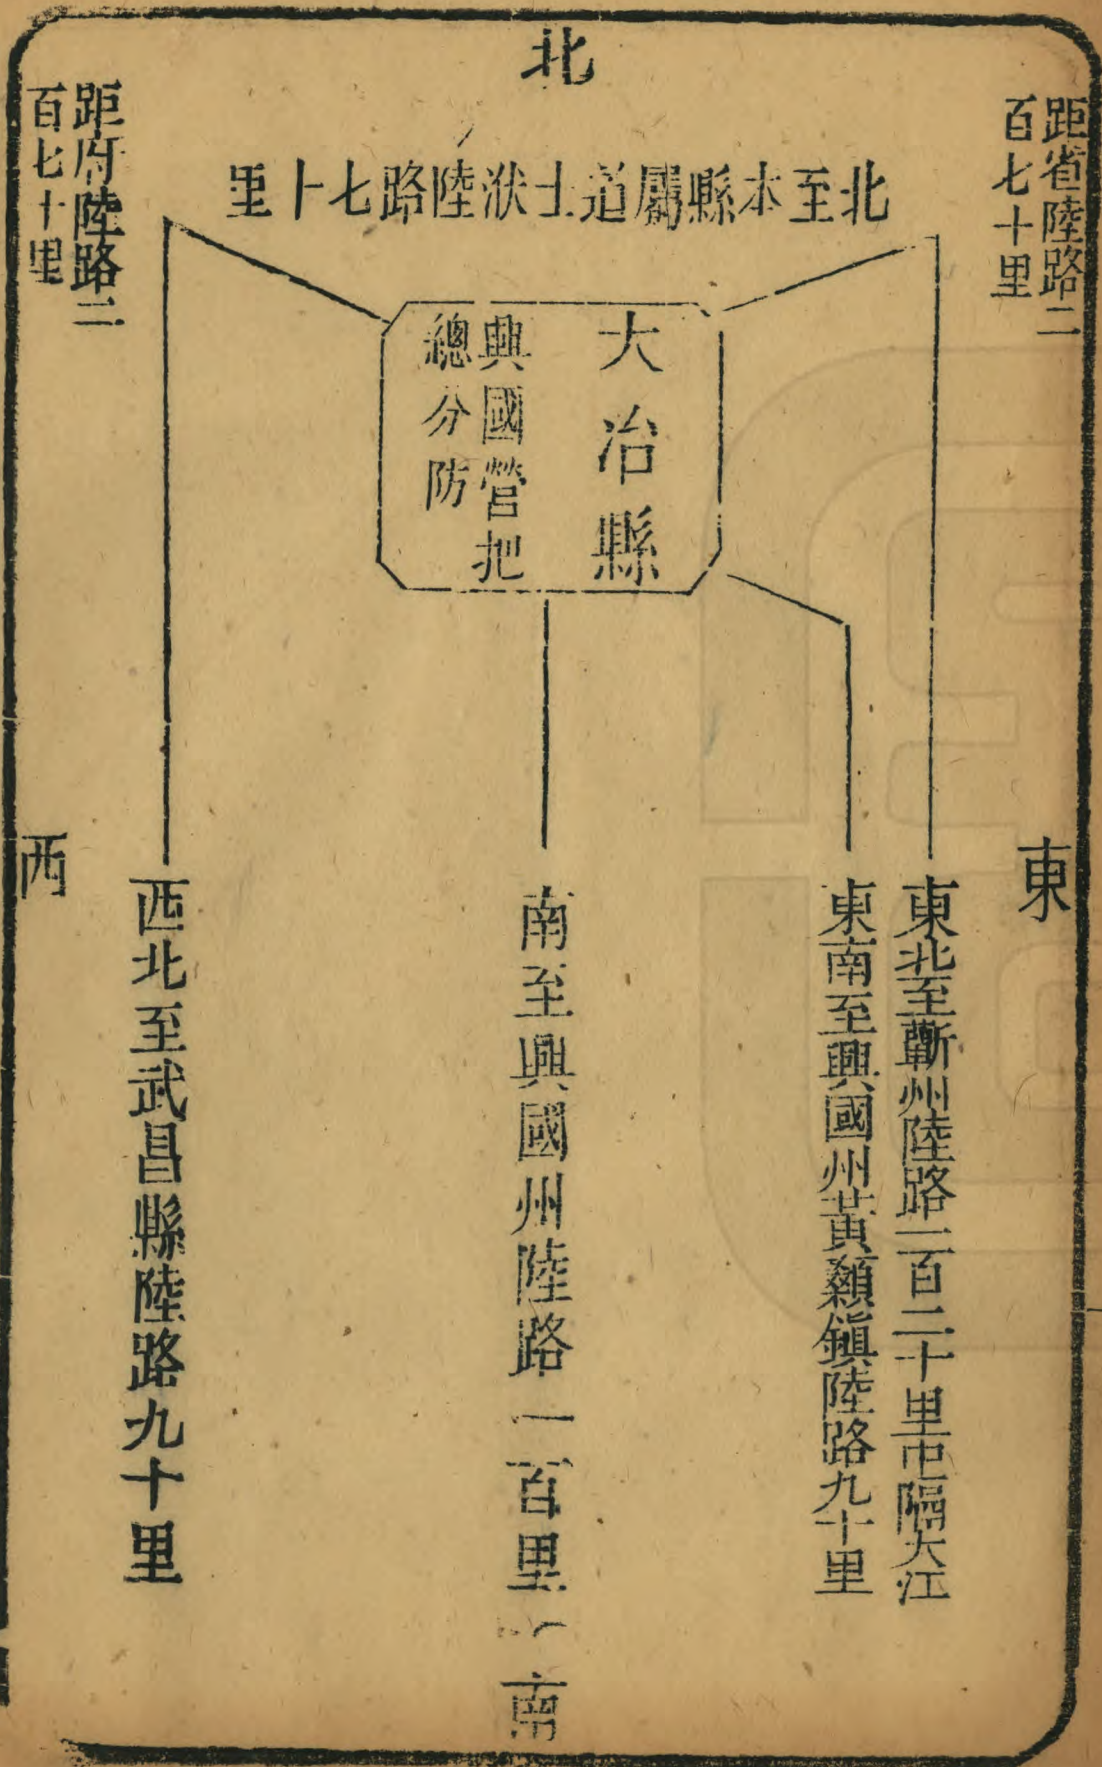 北
距省陸路二
百七十里
北至本縣屬道士洑陸路七十里
距府陸路二
百七十里
大冶縣
興國營把
總分防
東
東北至蘄州陸路一百二十里中隔大江
東南至興國州黃顙鎮陸路九十里
南至興國州陸路一百里
西北至武昌縣陸路九十里
西
南